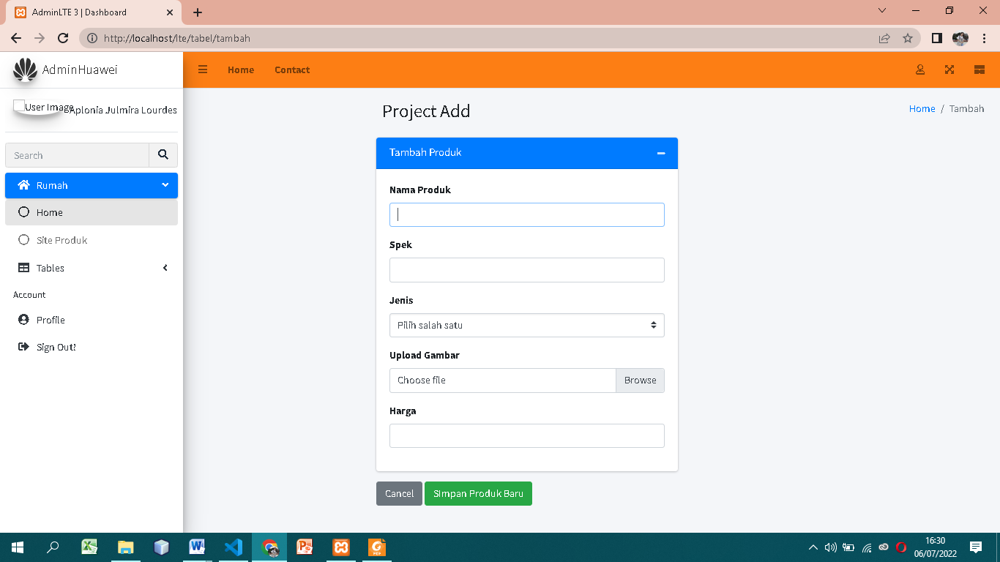 AdminLTE 3 | Dashboard
http://localhost/lte/tabel/tambah
AdminHuawei
Home
Contact
User Image
Aplonia Julmira Lourdes
Project Add
Home / Tambah
Search
Rumah
Home
Site Produk
Tables
Account
Profile
Sign Out?
Tambah Produk
Nama Produk
Spek
Jenis
Pilih salah satu
Upload Gambar
Choose file
Browse
Harga
Cancel
Simpan Produk Baru
16:30
06/07/2022